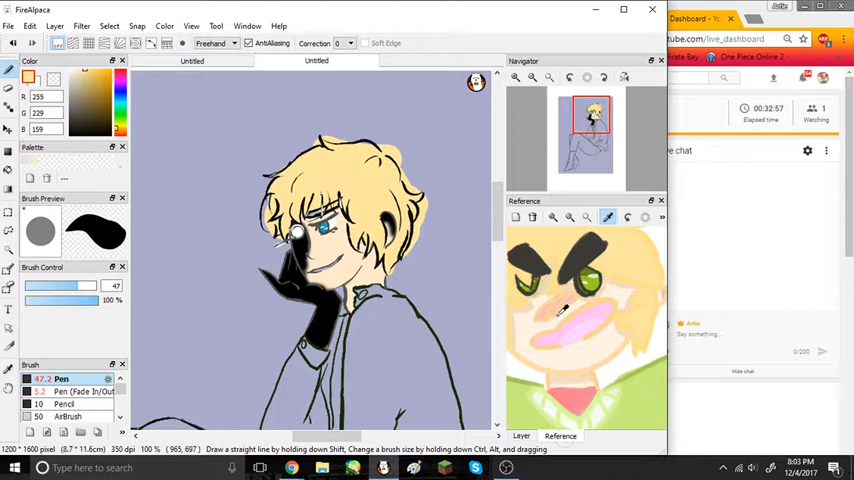 FireAlpaca
File Edit Layer Filter Select Snap Color View Tool Window Help
OFF Freehand AntiAliasing Correction 0 Soft Edge
Color
Untitled Untitled
R 255
G 229
B 159
Palette
---
Brush Preview
Brush Control
47
100 %
Brush
47.2 Pen
5.2 Pen (Fade In/Out
10 Pencil
50 AirBrush
Navigator
Reference
Layer Reference
1200 * 1600 pixel (8.7 * 11.6cm) 350 dpi 100 % (965, 697) Draw a straight line by holding down Shift, Change a brush size by holding down Ctrl, Alt, and dragging
Artie
Dashboard - Yo
tube.com/live_dashboard
Pirate Bay One Piece Online 2
00:32:57
Elapsed time
1
Watching
ve chat
Artie
Say something...
0/200
Hide chat
Type here to search
8:03 PM
12/4/2017